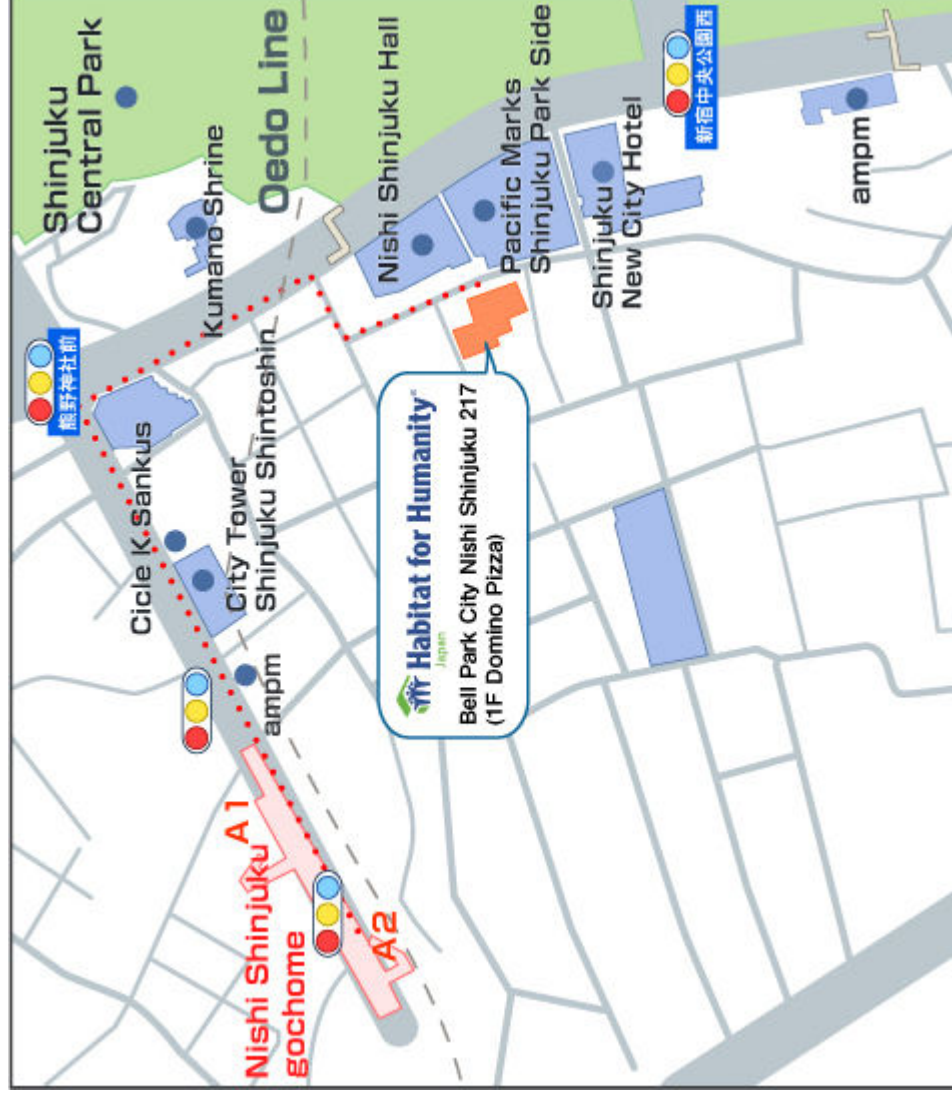 Shinjuku
Central Park
Kumano Shrine
Oedo Line
Nishi Shinjuku Hall
Pacific Marks
Shinjuku Park Side
Shinjuku
New City Hotel
新宿中央公園西
ampm
熊野神社前
Cicle K Sankus
City Tower
Shinjuku Shintoshin
ampm
Habitat for Humanity®
Japan
Bell Park City Nishi Shinjuku 217
(1F Domino Pizza)
A1
Nishi Shinjuku
gochome
A2